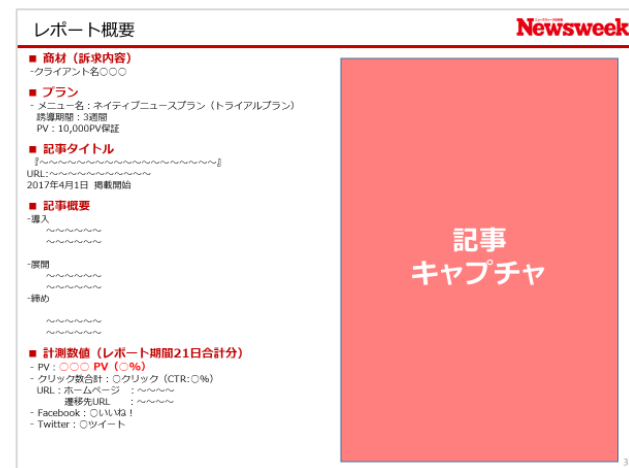 レポート概要
Newsweek
■ 商材（訴求内容）
-クライアント名○○○
■ プラン
- メニュー名：ネイティブニュースプラン（トライアルプラン）
誘導期間：3週間
PV：10,000PV保証
■ 記事タイトル
『～～～～～～～～～～～～～～～～～～～』
URL:～～～～～～～～～～～
2017年4月1日 掲載開始
■ 記事概要
-導入
～～～～～～
～～～～～～
-展開
～～～～～～
～～～～～～
-締め
～～～～～～
～～～～～～
■ 計測数値（レポート期間21日合計分）
- PV：○○○ PV（○%）
- クリック数合計：○クリック（CTR:○%）
URL：ホームページ ：～～～～
遷移先URL ：～～～～
- Facebook：○いいね！
- Twitter：○ツイート
記事
キャプチャ
3